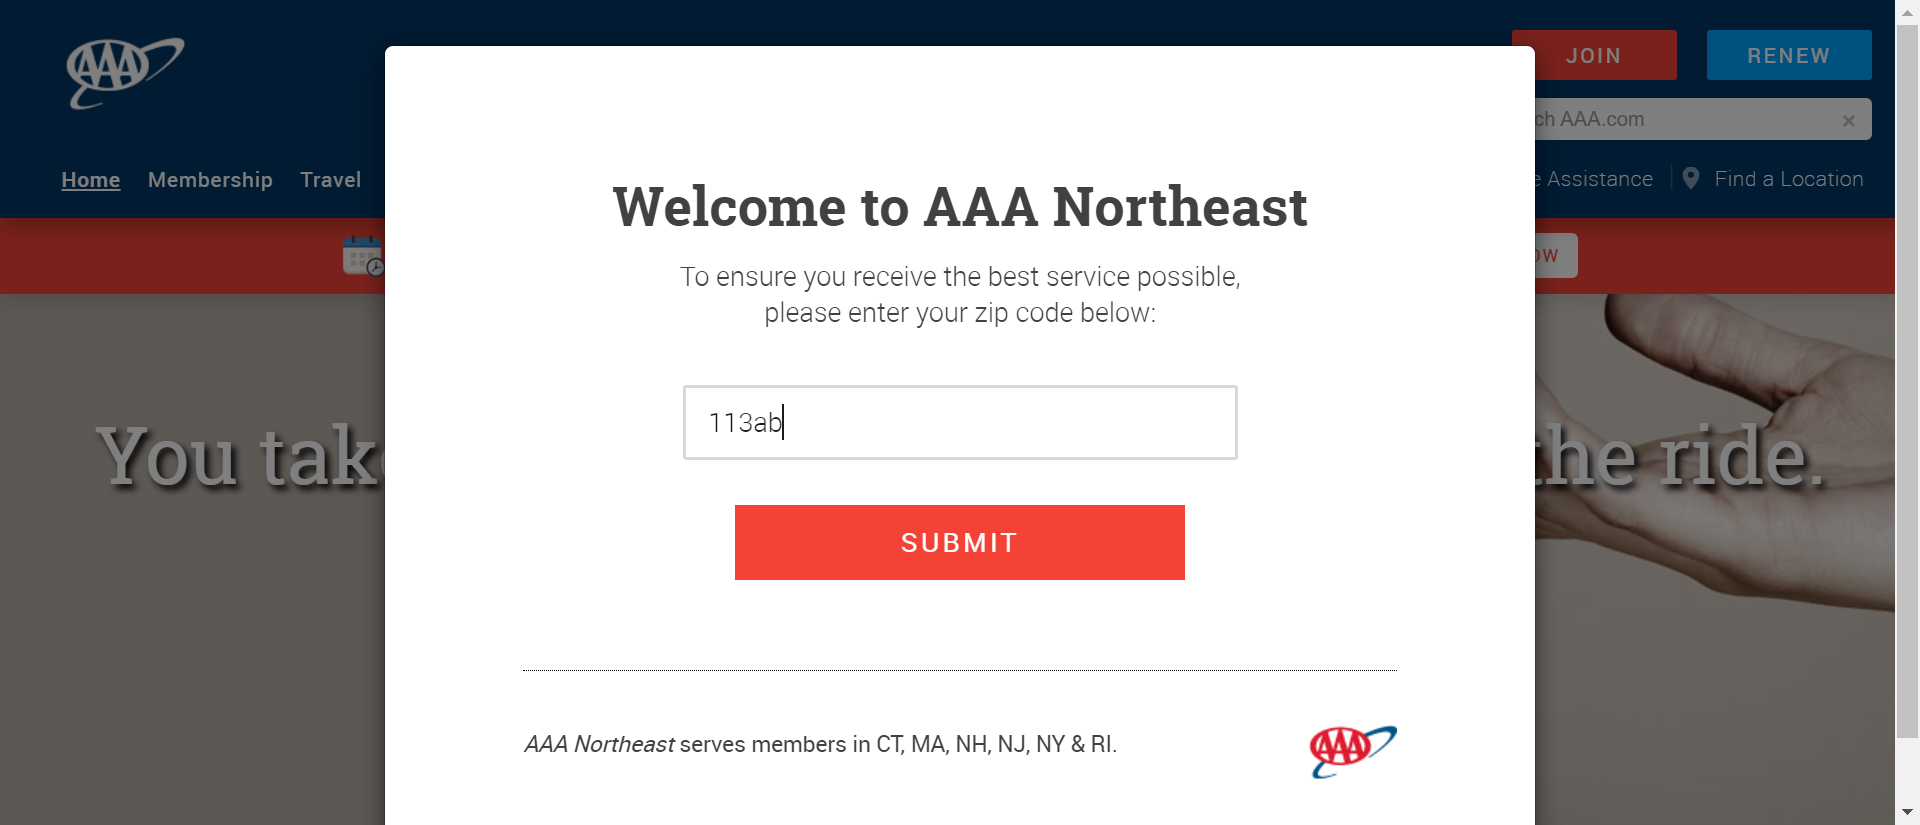 AAA
JOIN
RENEW
ch AAA.com
Home
Membership
Travel
Assistance
Find a Location
OW
You take
the ride.
Welcome to AAA Northeast
To ensure you receive the best service possible,
please enter your zip code below:
113ab
SUBMIT
AAA Northeast serves members in CT, MA, NH, NJ, NY & RI.
AAA